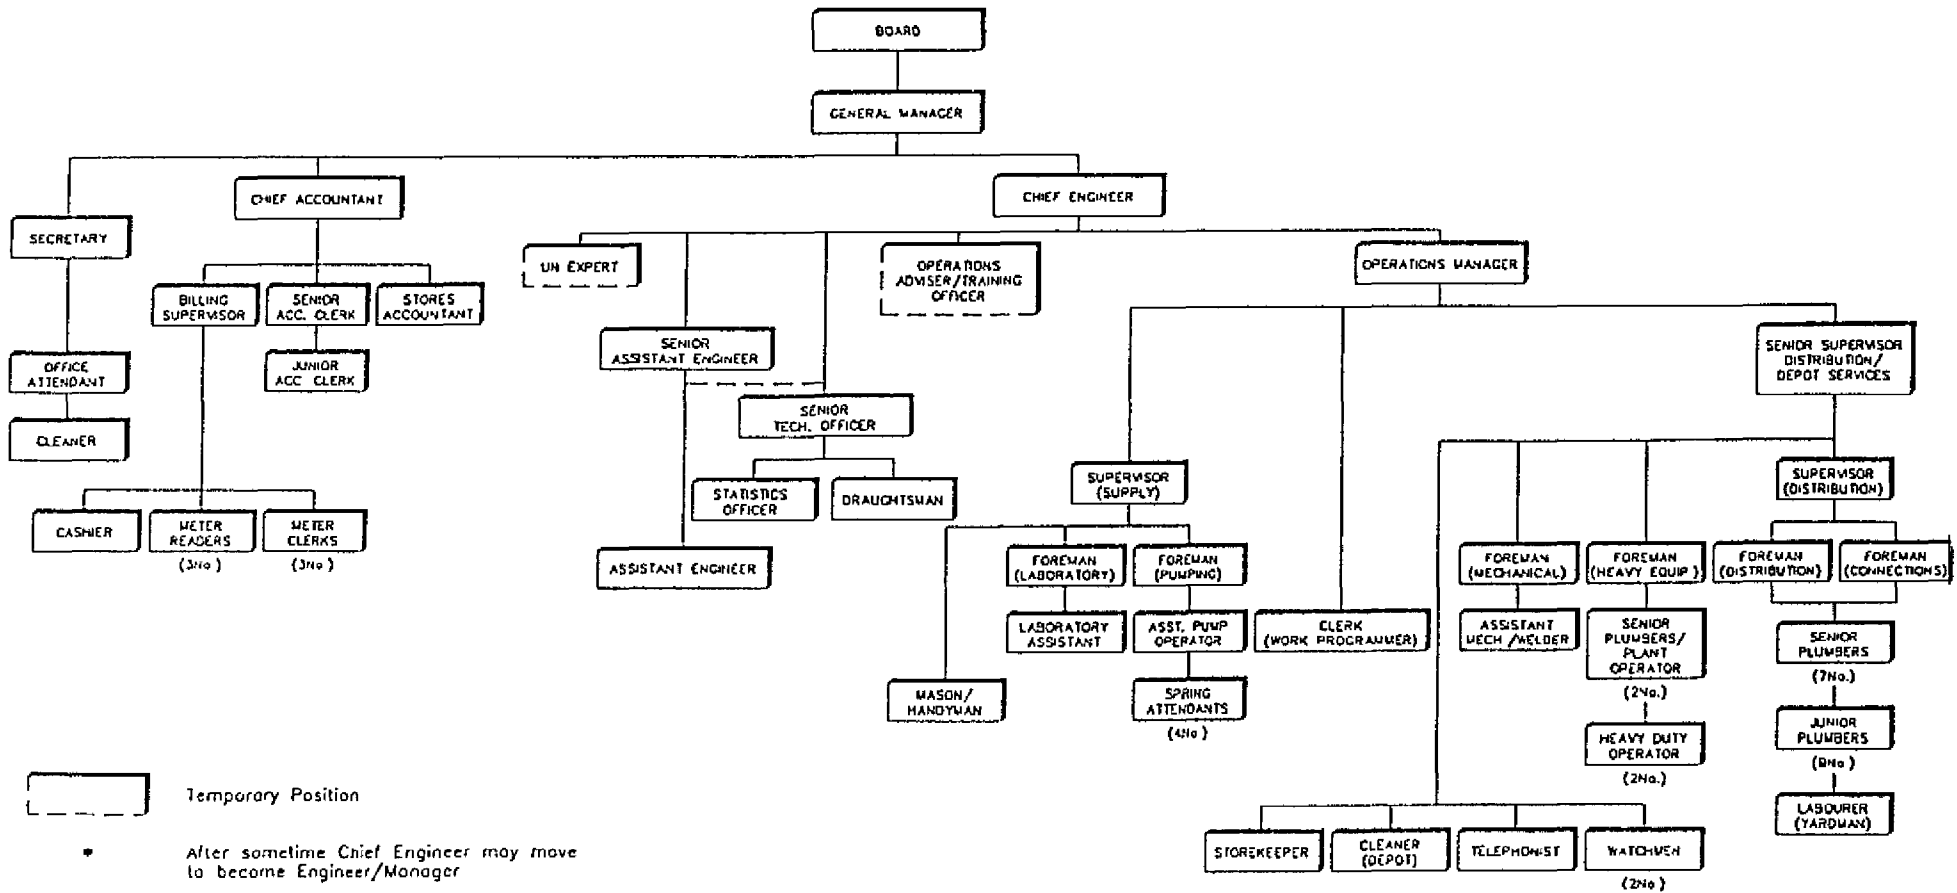 BOARD
GENERAL MANAGER
CHIEF ACCOUNTANT
CHIEF ENGINEER
SECRETARY
UN EXPERT
OPERATIONS
ADVISER/TRAINING
OFFICER
OPERATIONS MANAGER
BILLING
SUPERVISOR
SENIOR
ACC. CLERK
STORES
ACCOUNTANT
SENIOR
ASSISTANT ENGINEER
SENIOR SUPERVISOR
DISTRIBUTION/
DEPOT SERVICES
OFFICE
ATTENDANT
JUNIOR
ACC CLERK
SENIOR
TECH. OFFICER
CLEANER
SUPERVISOR
(SUPPLY)
SUPERVISOR
(DISTRIBUTION)
STATISTICS
OFFICER
DRAUGHTSMAN
CASHIER
METER
READERS
(3No)
METER
CLERKS
(3No)
ASSISTANT ENGINEER
FOREMAN
(LABORATORY)
FOREMAN
(PUMPING)
FOREMAN
(MECHANICAL)
FOREMAN
(HEAVY EQUIP)
FOREMAN
(DISTRIBUTION)
FOREMAN
(CONNECTIONS)
LABORATORY
ASSISTANT
ASST. PUMP
OPERATOR
CLERK
(WORK PROGRAMMER)
ASSISTANT
MECH /WELDER
SENIOR
PLUMBERS/
PLANT
OPERATOR
(2No.)
SENIOR
PLUMBERS
(7No.)
MASON/
HANDYMAN
SPRING
ATTENDANTS
(4No)
HEAVY DUTY
OPERATOR
(2No.)
JUNIOR
PLUMBERS
LABOURER
(YARDMAN)
STOREKEEPER
CLEANER
(DEPOT)
TELEPHONIST
WATCHMEN
(2No)
Temporary Position
* After sometime Chief Engineer may move
to become Engineer/Manager